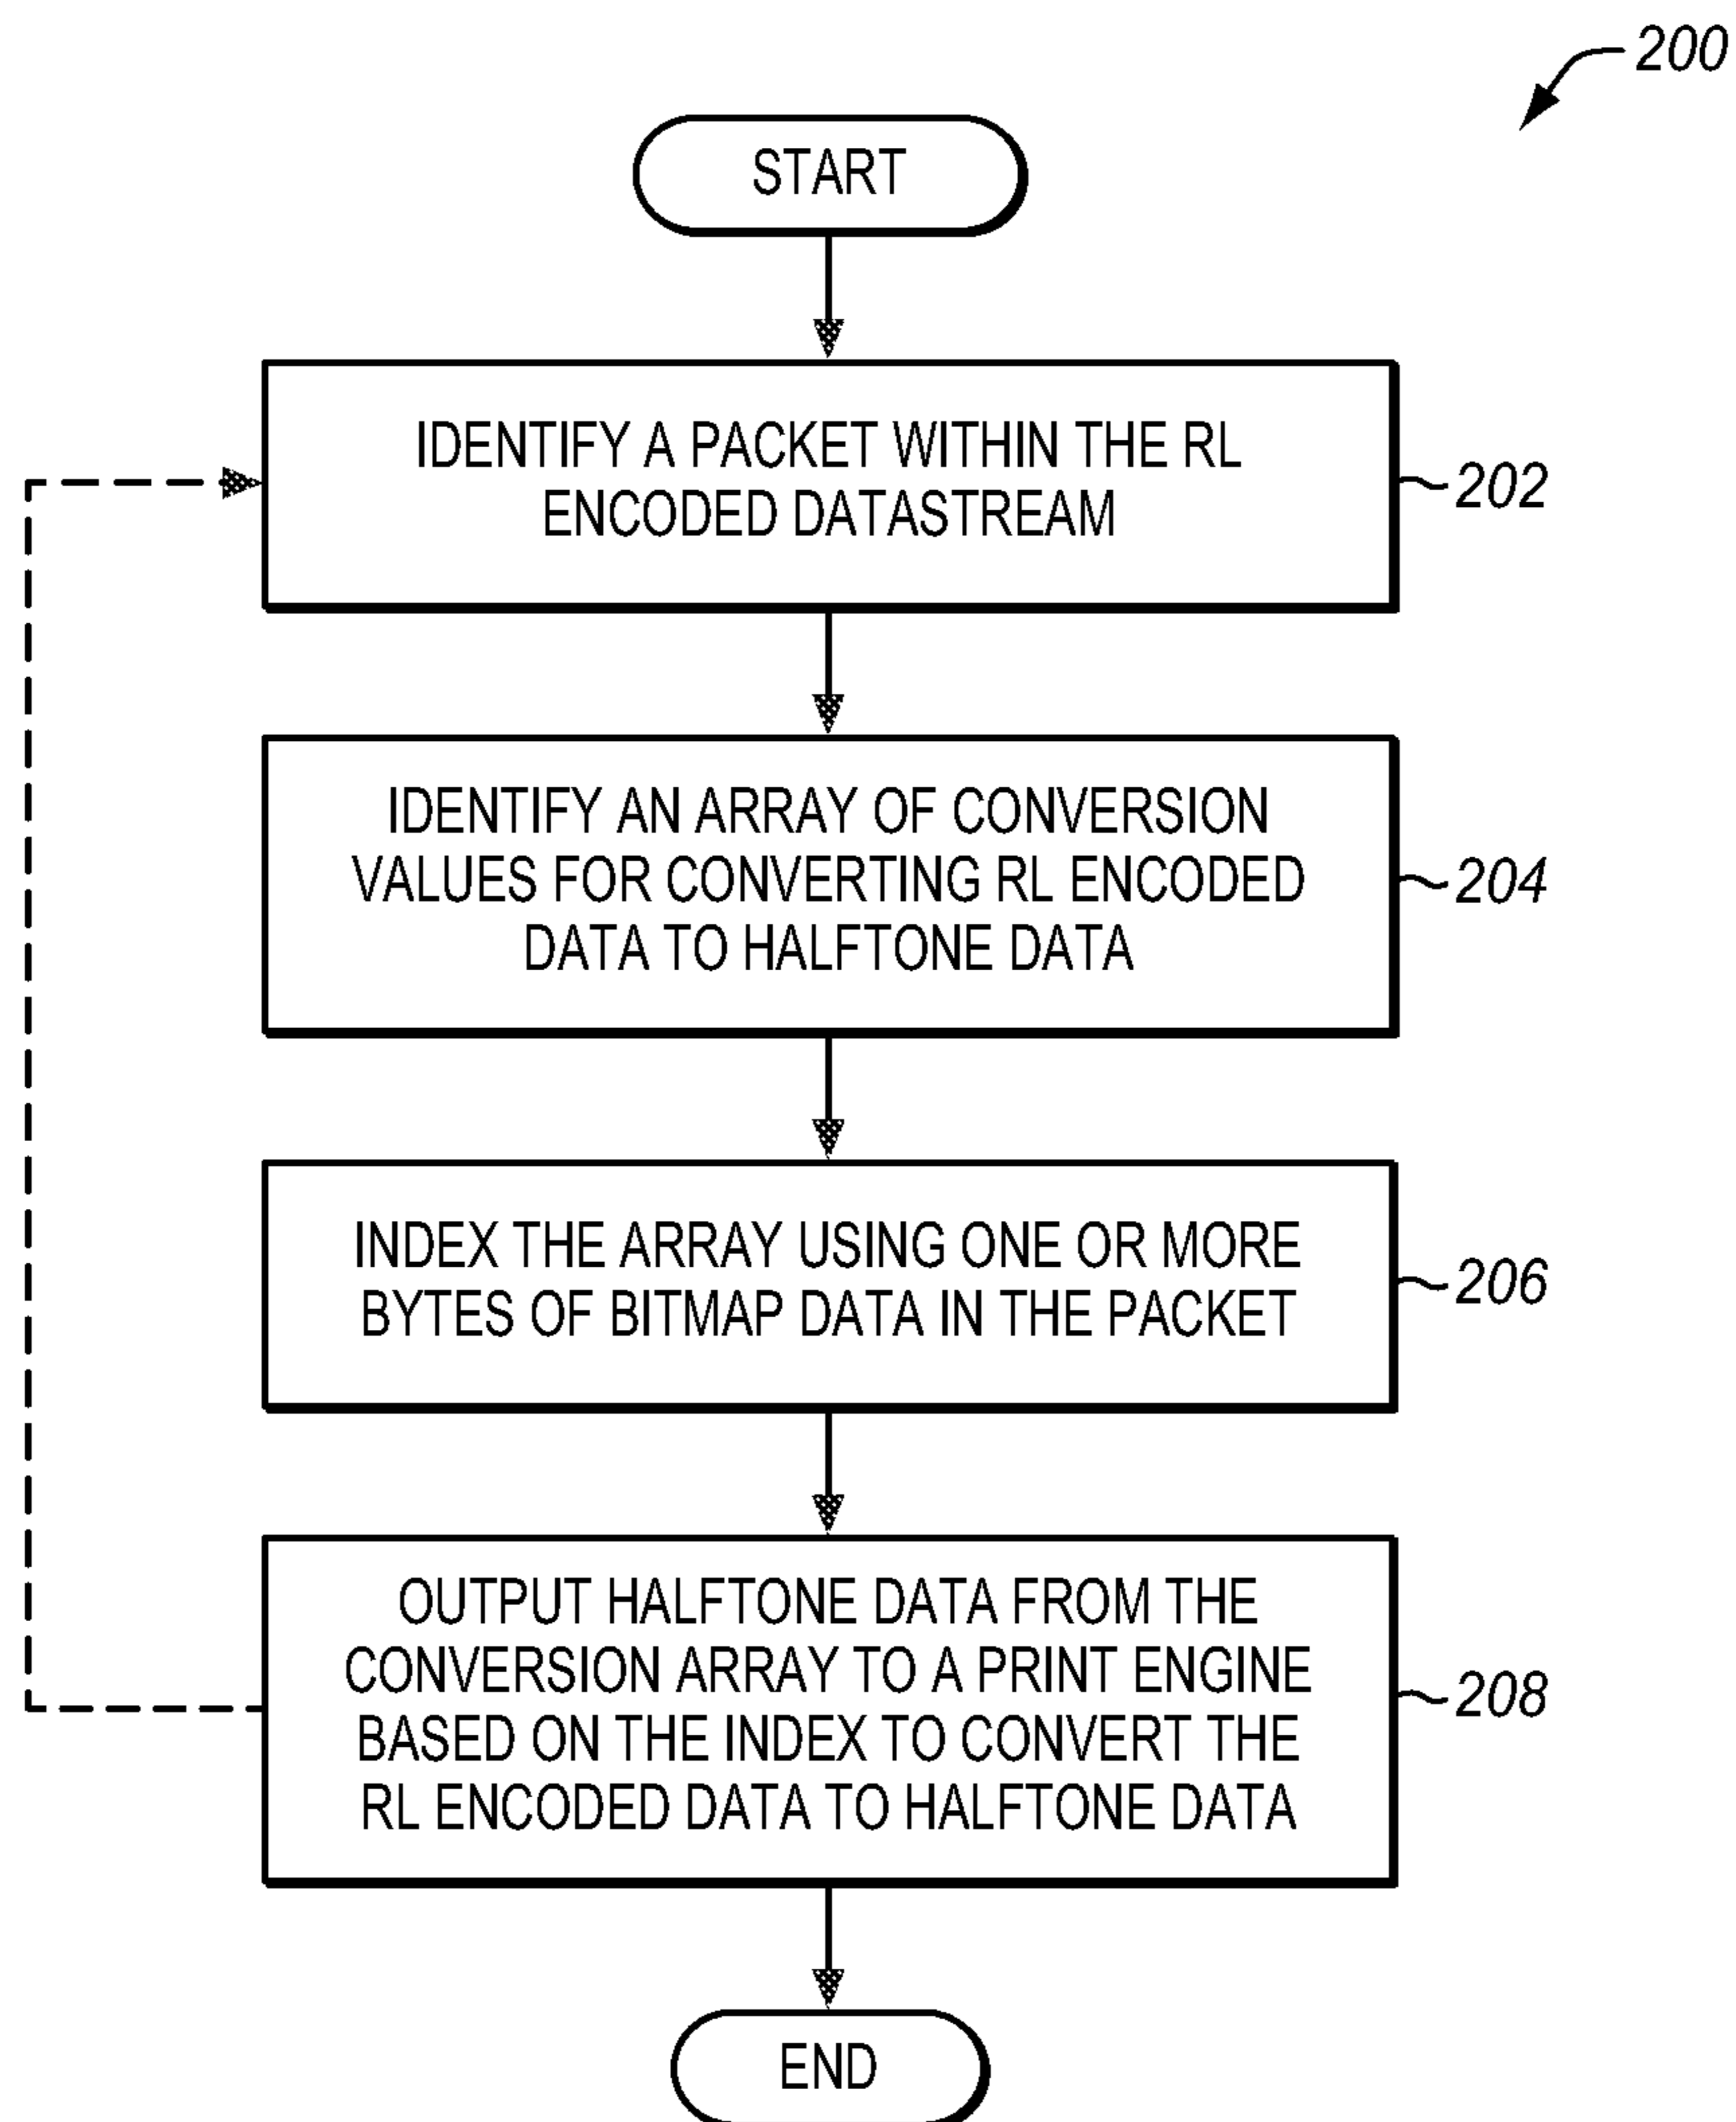 200
START
IDENTIFY A PACKET WITHIN THE RL
ENCODED DATASTREAM
202
IDENTIFY AN ARRAY OF CONVERSION
VALUES FOR CONVERTING RL ENCODED
DATA TO HALFTONE DATA
204
INDEX THE ARRAY USING ONE OR MORE
BYTES OF BITMAP DATA IN THE PACKET
206
OUTPUT HALFTONE DATA FROM THE
CONVERSION ARRAY TO A PRINT ENGINE
BASED ON THE INDEX TO CONVERT THE
RL ENCODED DATA TO HALFTONE DATA
208
END